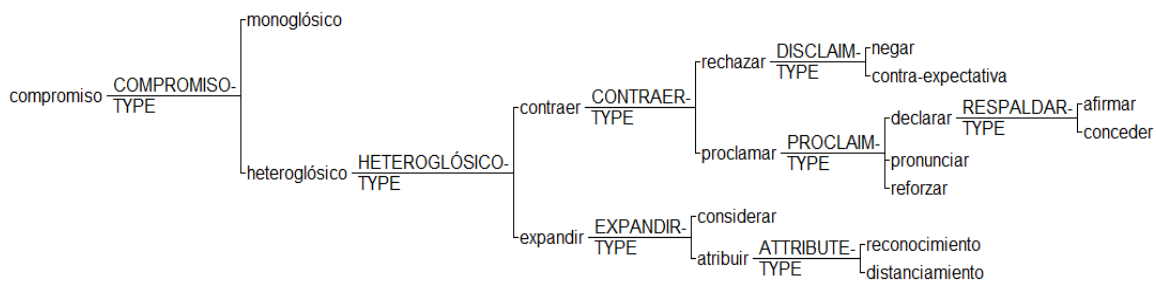 monoglósico
compromiso COMPROMISO-
TYPE
heteroglósico HETEROGLÓSICO-
TYPE
contraer CONTRAER-
TYPE
rechazar DISCLAIM-
TYPE
negar
contra-expectativa
proclamar PROCLAIM-
TYPE
declarar RESPALDAR-
TYPE
afirmar
conceder
pronunciar
reforzar
expandir EXPANDIR-
TYPE
considerar
atribuir ATTRIBUTE-
TYPE
reconocimiento
distanciamiento